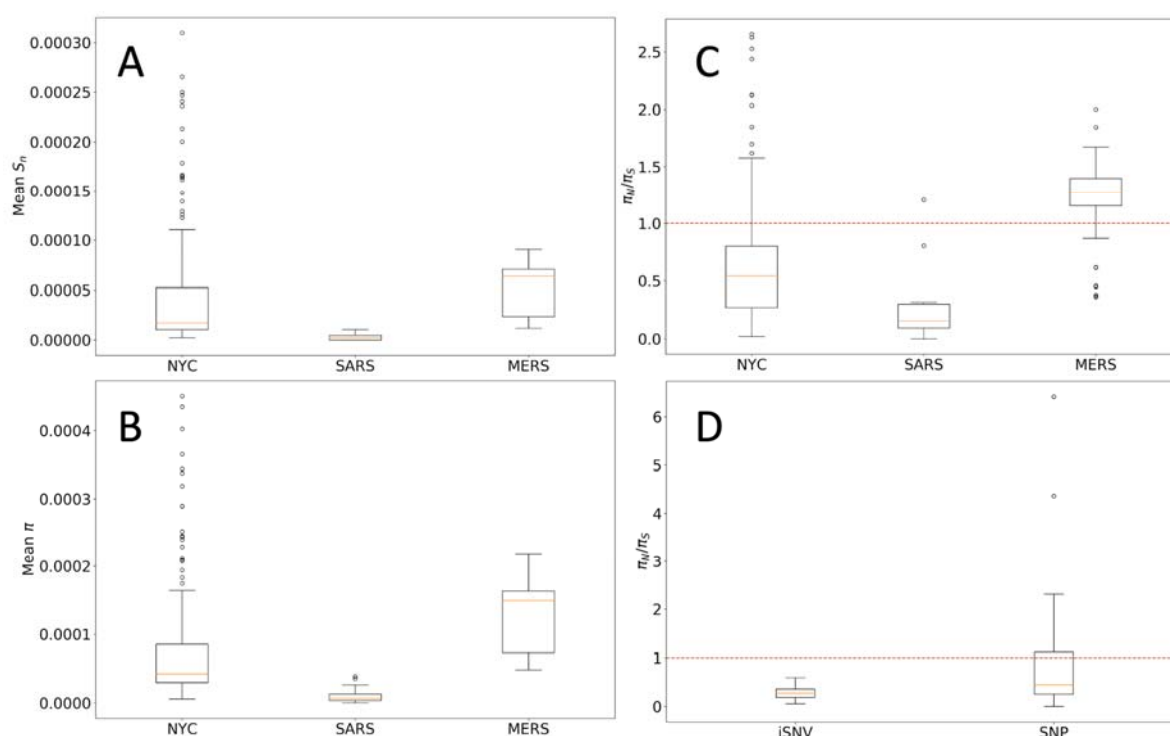 A
Mean Sn
0.00030
0.00025
0.00020
0.00015
0.00010
0.00005
0.00000
NYC SARS MERS
C
πN/πS
2.5
2.0
1.5
1.0
0.5
0.0
NYC SARS MERS
B
Mean π
0.0004
0.0003
0.0002
0.0001
0.0000
NYC SARS MERS
D
πN/πS
6
5
4
3
2
1
0
iSNV SNP